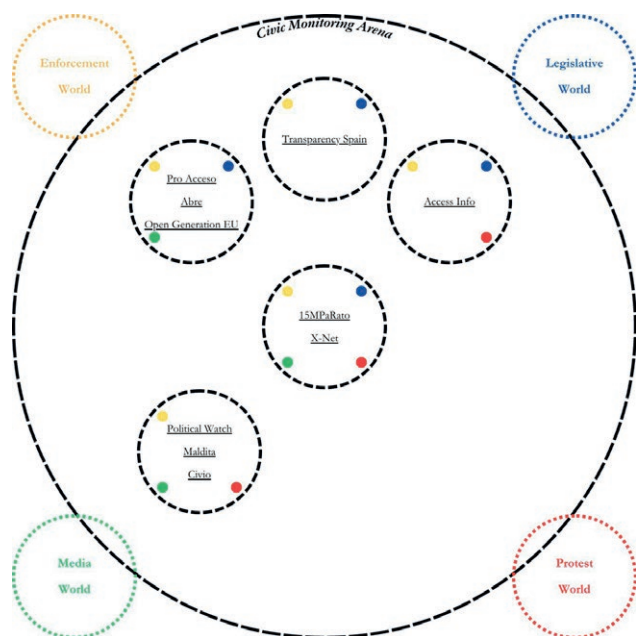 Civic Monitoring Arena
Enforcement
World
Legislative
World
Transparency Spain
Pro Acceso
Abre
Open Generation EU
Access Info
15MPaRato
X-Net
Political Watch
Maldita
Civio
Media
World
Protest
World